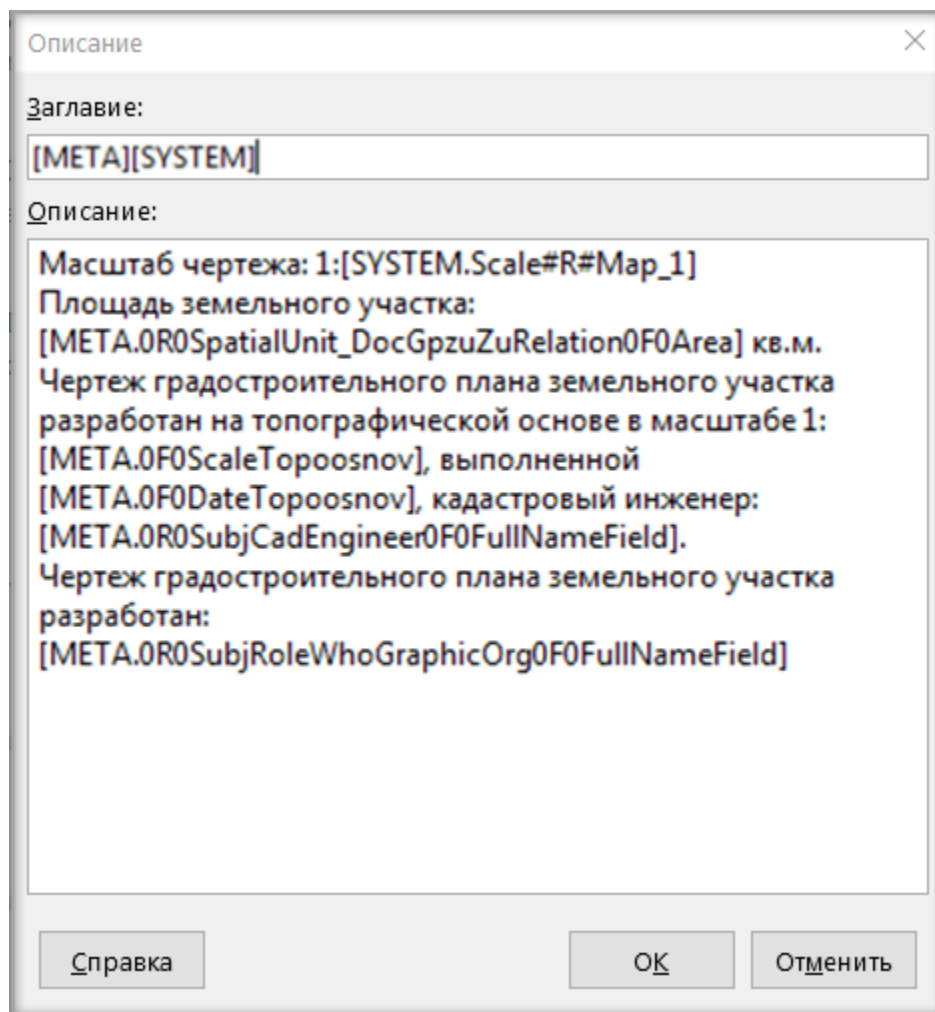 Описание
Заглавие:
[META][SYSTEM]
Описание:
Масштаб чертежа: 1:[SYSTEM.Scale#R#Map_1]
Площадь земельного участка:
[META.0R0SpatialUnit_DocGpzuZuRelation0F0Area] кв.м.
Чертеж градостроительного плана земельного участка
разработан на топографической основе в масштабе 1:
[META.0F0ScaleTopoosnov], выполненной
[META.0F0DateTopoosnov], кадастровый инженер:
[META.0R0SubjCadEngineer0F0FullNameField].
Чертеж градостроительного плана земельного участка
разработан:
[META.0R0SubjRoleWhoGraphicOrg0F0FullNameField]
Справка
ОК
Отменить